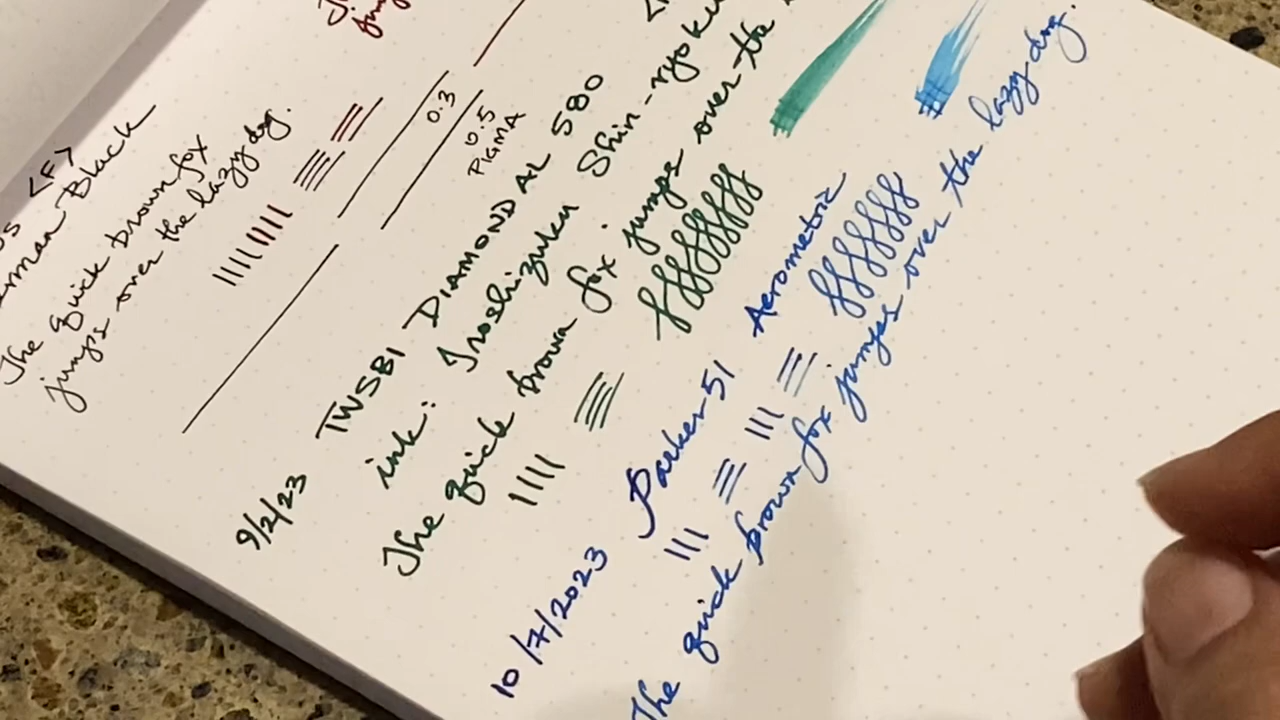 <F>
Black
The quick brown fox
jumps over the lazy dog.
0.3
0.5
PIGMA
9/2/23 TWSBI DIAMOND AL 580
ink: Iroshizuku Shin-ryoku
The quick brown fox jumps over the
10/7/2023 Parker 51 Aerometric
The quick brown fox jumps over the lazy dog.